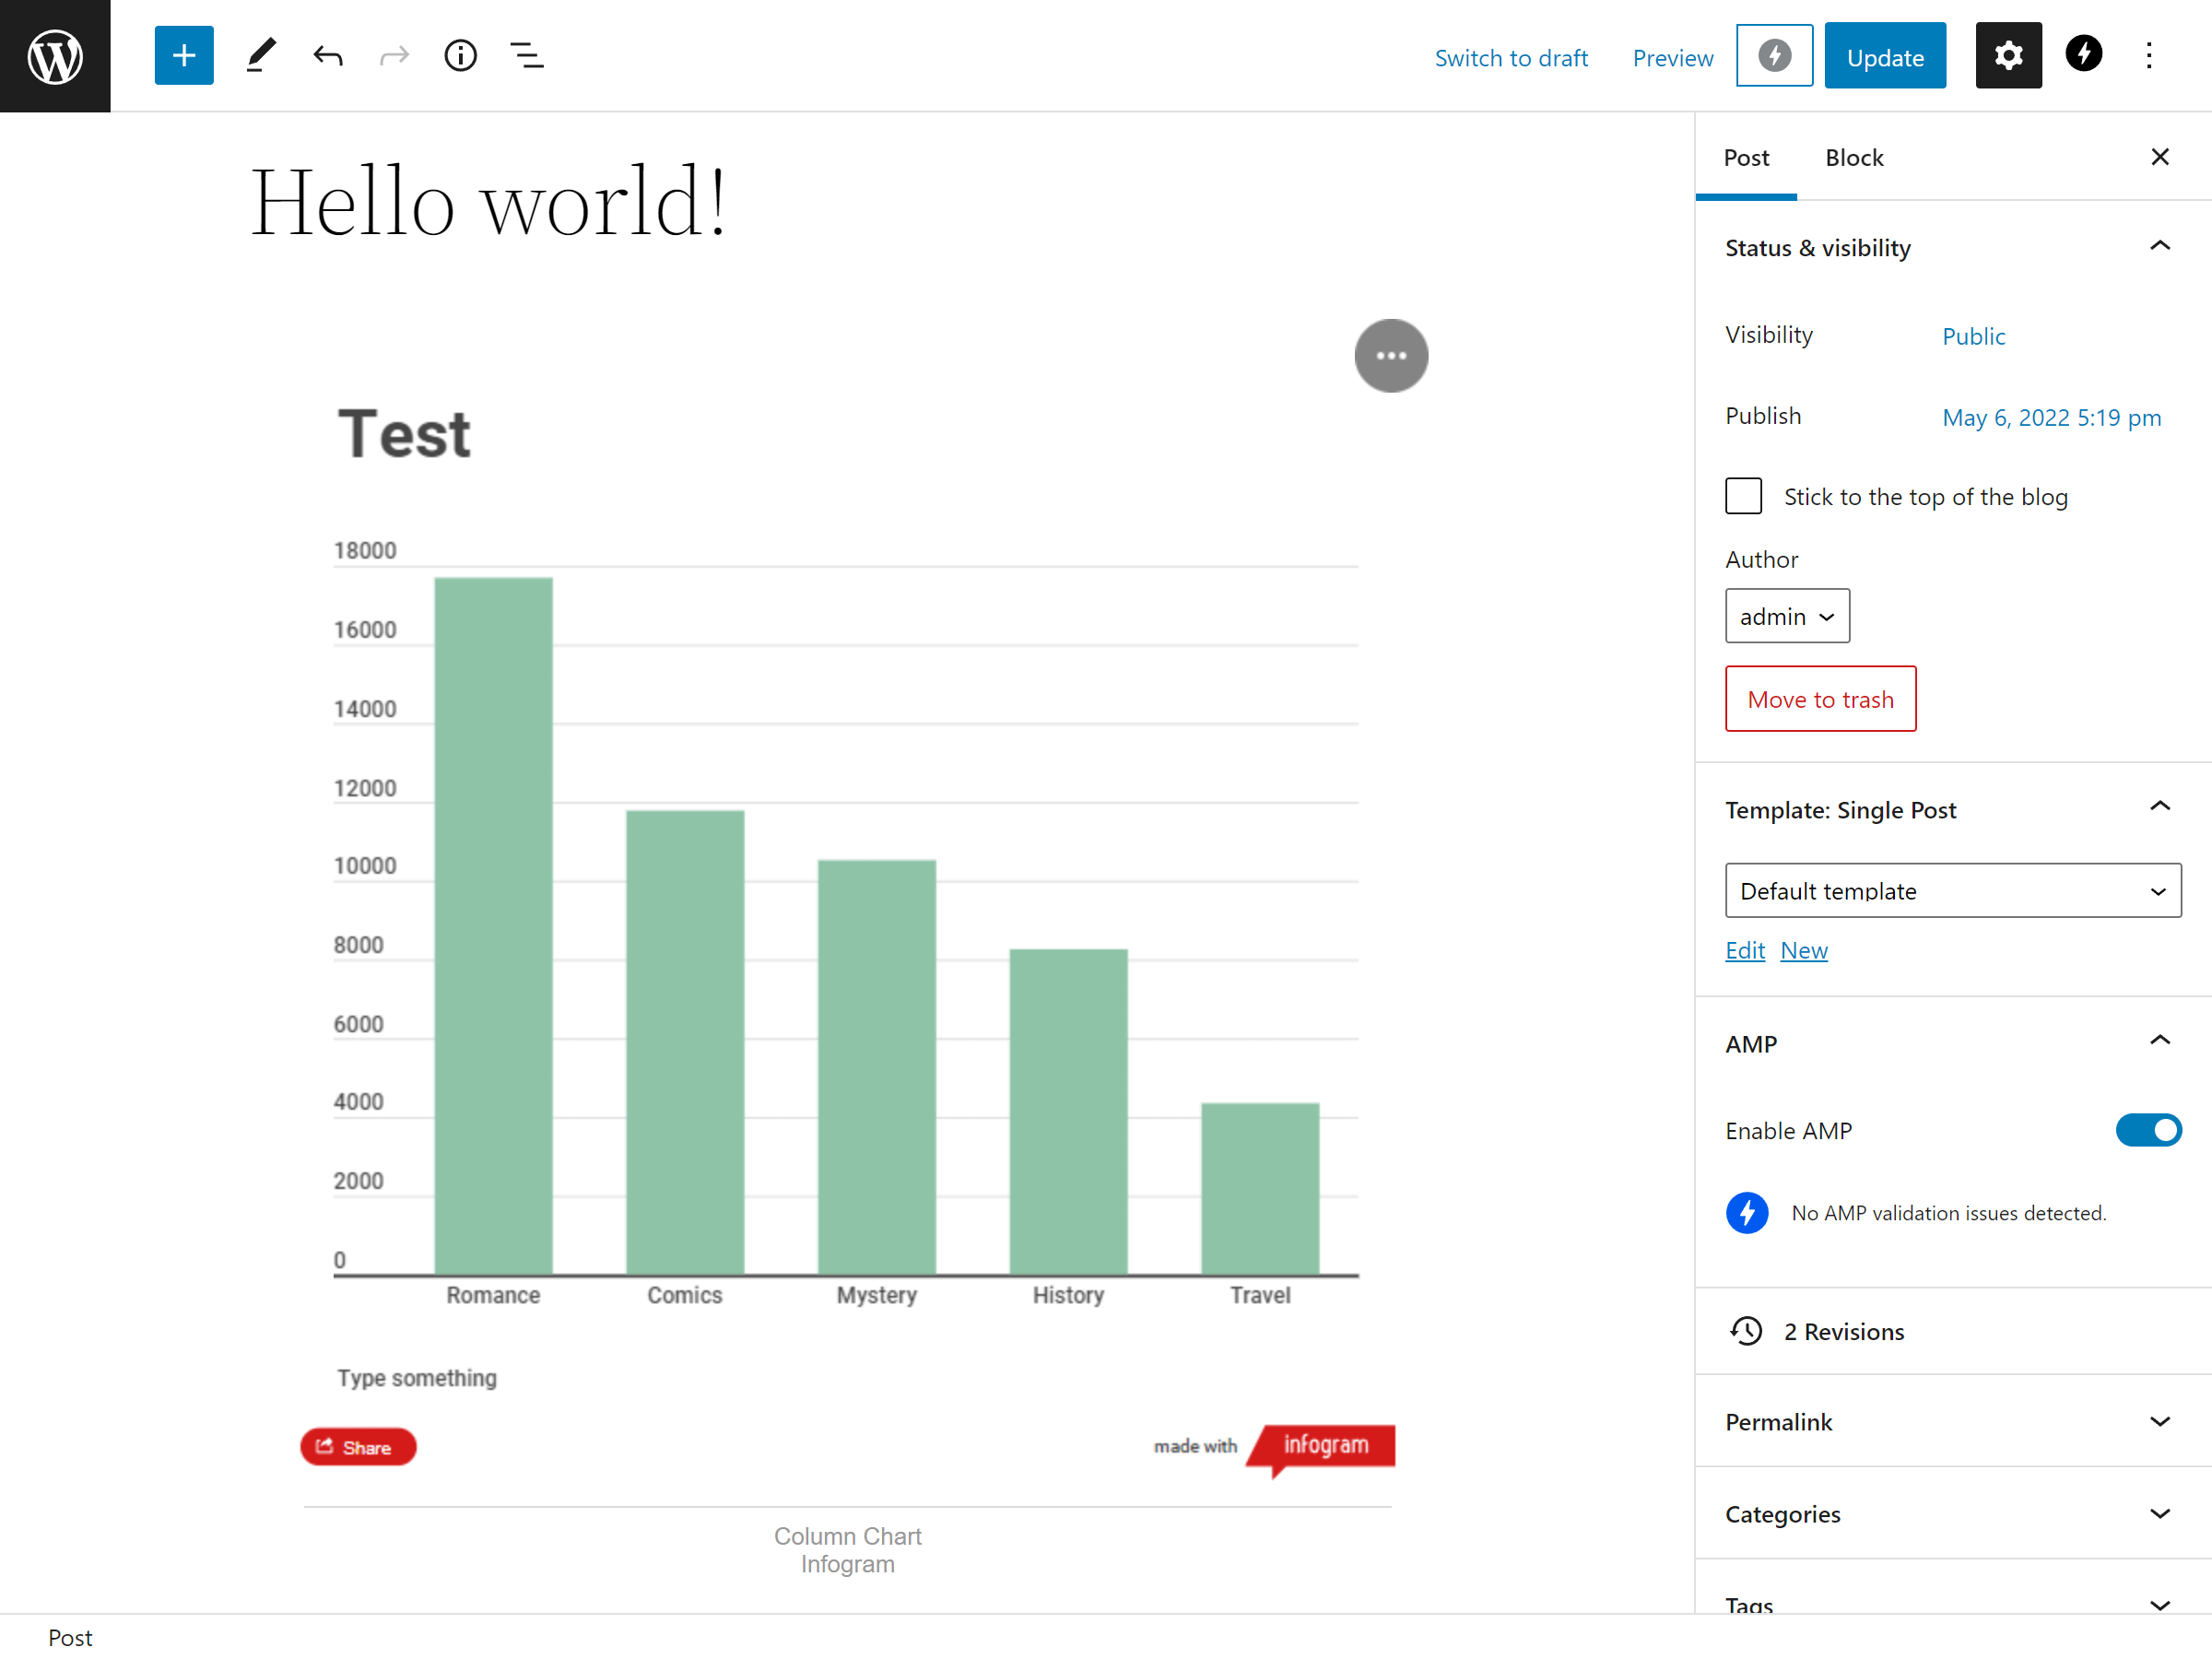 Switch to draft
Preview
Update
Hello world!
Test
18000
16000
14000
12000
10000
8000
6000
4000
2000
0
Romance Comics Mystery History Travel
Type something
Share
made with infogram
Column Chart
Infogram
Post Block
Status & visibility
Visibility Public
Publish May 6, 2022 5:19 pm
Stick to the top of the blog
Author
admin
Move to trash
Template: Single Post
Default template
Edit New
AMP
Enable AMP
No AMP validation issues detected.
2 Revisions
Permalink
Categories
Tags
Post